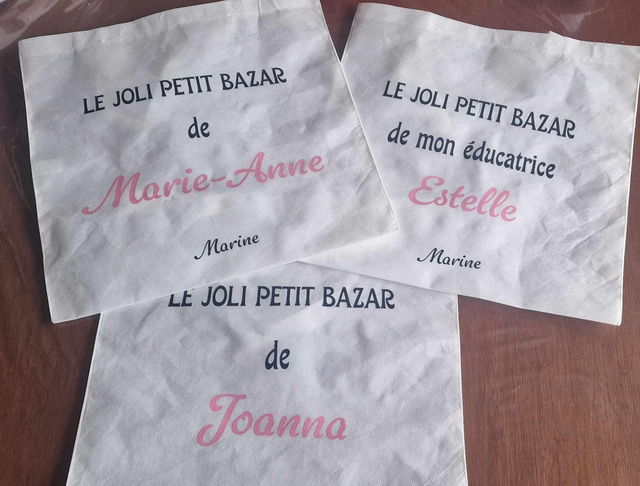 LE JOLI PETIT BAZAR
de
Marie-Anne
Marine
LE JOLI PETIT BAZAR
de mon éducatrice
Estelle
Marine
LE JOLI PETIT BAZAR
de
Joanna